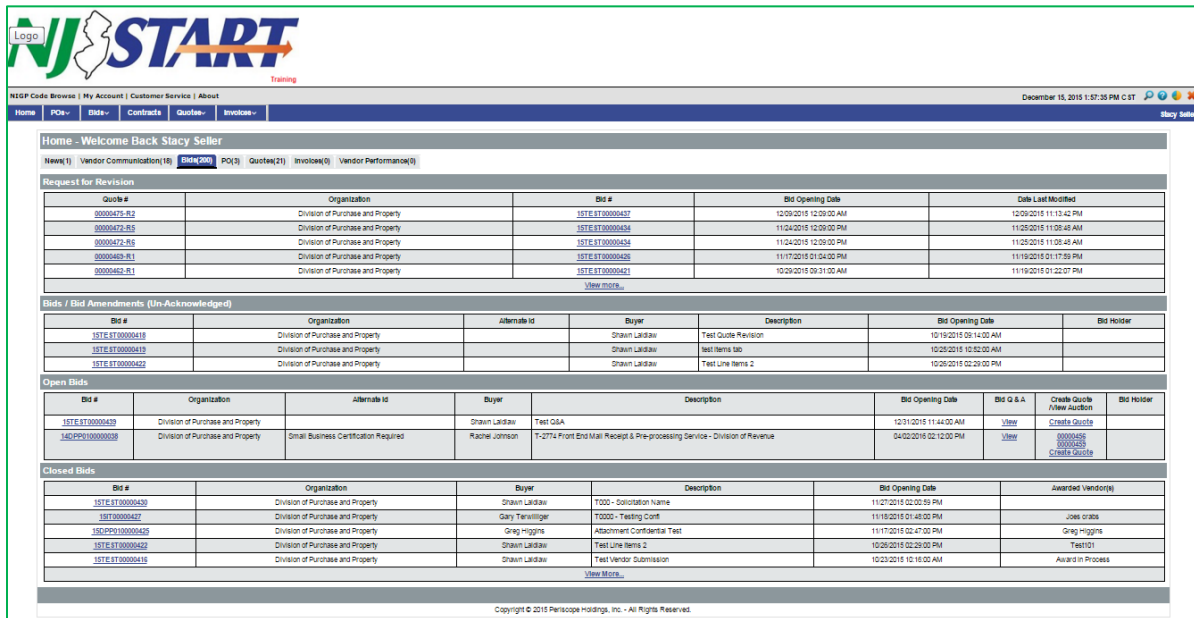 Logo
NJ START
Training
NIGP Code Browse | My Account | Customer Service | About December 15, 2015 1:57:35 PM CST
Home POs Bids Contracts Quotes Invoices Stacy Seller
Home - Welcome Back Stacy Seller
News(1) Vendor Communication(18) Bids(200) PO(3) Quotes(21) Invoices(0) Vendor Performance(0)
Request for Revision
Quote # Organization Bid # Bid Opening Date Date Last Modified
00000475-R2 Division of Purchase and Property 15TEST00000437 12/09/2015 12:09:00 AM 12/09/2015 11:13:42 PM
00000472-R5 Division of Purchase and Property 15TEST00000434 11/24/2015 12:09:00 PM 11/25/2015 11:08:48 AM
00000472-R6 Division of Purchase and Property 15TEST00000434 11/24/2015 12:09:00 PM 11/25/2015 11:08:48 AM
00000469-R1 Division of Purchase and Property 15TEST00000426 11/17/2015 01:04:00 PM 11/19/2015 01:17:59 PM
00000462-R1 Division of Purchase and Property 15TEST00000421 10/29/2015 09:31:00 AM 11/19/2015 01:22:07 PM
View more...
Bids / Bid Amendments (Un-Acknowledged)
Bid # Organization Alternate Id Buyer Description Bid Opening Date Bid Holder
15TEST00000418 Division of Purchase and Property Shawn Laidlaw Test Quote Revision 10/19/2015 09:14:00 AM
15TEST00000419 Division of Purchase and Property Shawn Laidlaw test items tab 10/25/2015 10:52:00 AM
15TEST00000422 Division of Purchase and Property Shawn Laidlaw Test Line Items 2 10/26/2015 02:29:00 PM
Open Bids
Bid # Organization Alternate Id Buyer Description Bid Opening Date Bid Q & A Create Quote /View Auction Bid Holder
15TEST00000439 Division of Purchase and Property Shawn Laidlaw Test Q&A 12/31/2015 11:44:00 AM View Create Quote
14DPP0100000038 Division of Purchase and Property Small Business Certification Required Rachel Johnson T-2774 Front End Mail Receipt & Pre-processing Service - Division of Revenue 04/02/2016 02:12:00 PM View 00000456
00000455
Create Quote
Closed Bids
Bid # Organization Buyer Description Bid Opening Date Awarded Vendor(s)
15TEST00000430 Division of Purchase and Property Shawn Laidlaw T000 - Solicitation Name 11/27/2015 02:00:59 PM
15IT00000427 Division of Purchase and Property Gary Terwilliger T0000 - Testing Confi 11/18/2015 01:48:00 PM Joes crabs
15DPP0100000425 Division of Purchase and Property Greg Higgins Attachment Confidential Test 11/17/2015 02:47:00 PM Greg Higgins
15TEST00000422 Division of Purchase and Property Shawn Laidlaw Test Line Items 2 10/26/2015 02:29:00 PM Test101
15TEST00000416 Division of Purchase and Property Shawn Laidlaw Test Vendor Submission 10/23/2015 10:16:00 AM Award In Process
View More...
Copyright © 2015 Periscope Holdings, Inc. - All Rights Reserved.